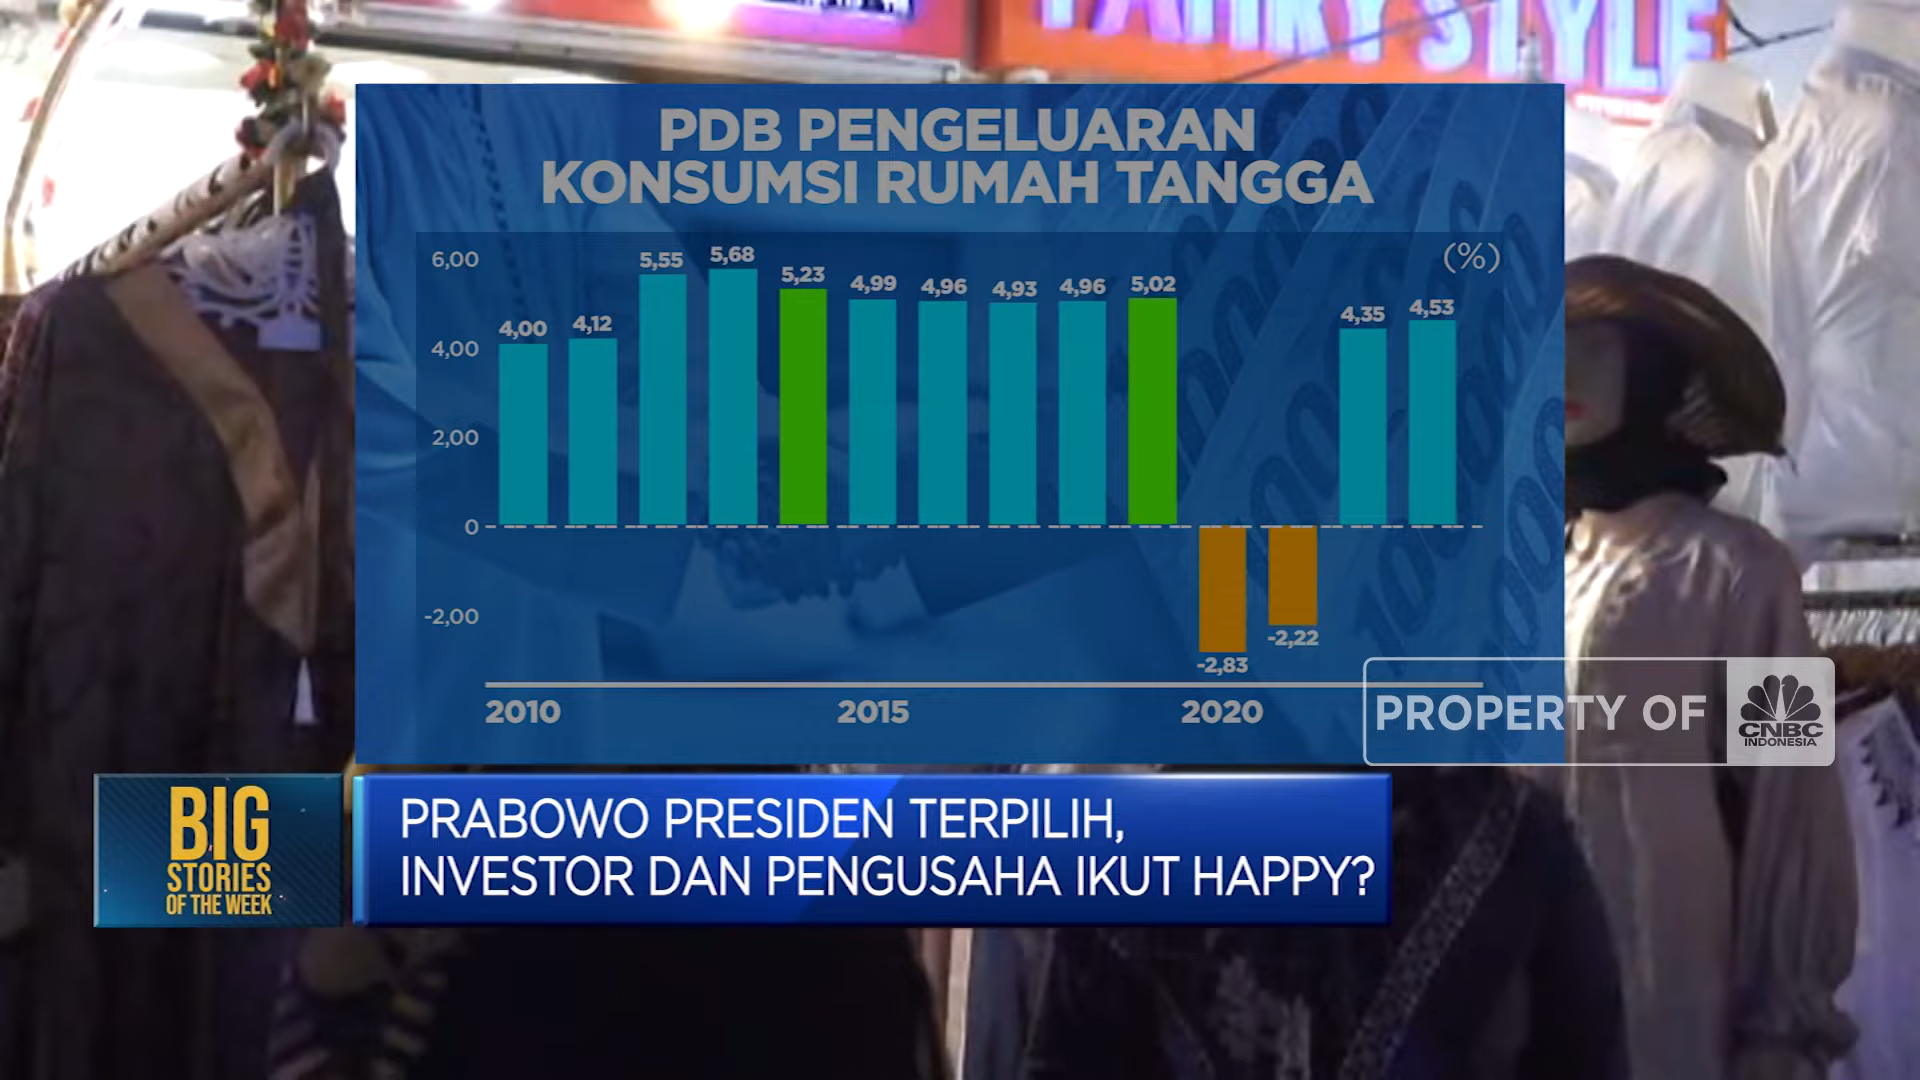 PDB PENGELUARAN
KONSUMSI RUMAH TANGGA
(%)
6,00
4,00
2,00
0
-2,00
4,00
4,12
5,55
5,68
5,23
4,99
4,96
4,93
4,96
5,02
-2,83
-2,22
4,35
4,53
2010
2015
2020
PROPERTY OF
CNBC
INDONESIA
BIG
STORIES
OF THE WEEK
PRABOWO PRESIDEN TERPILIH,
INVESTOR DAN PENGUSAHA IKUT HAPPY?